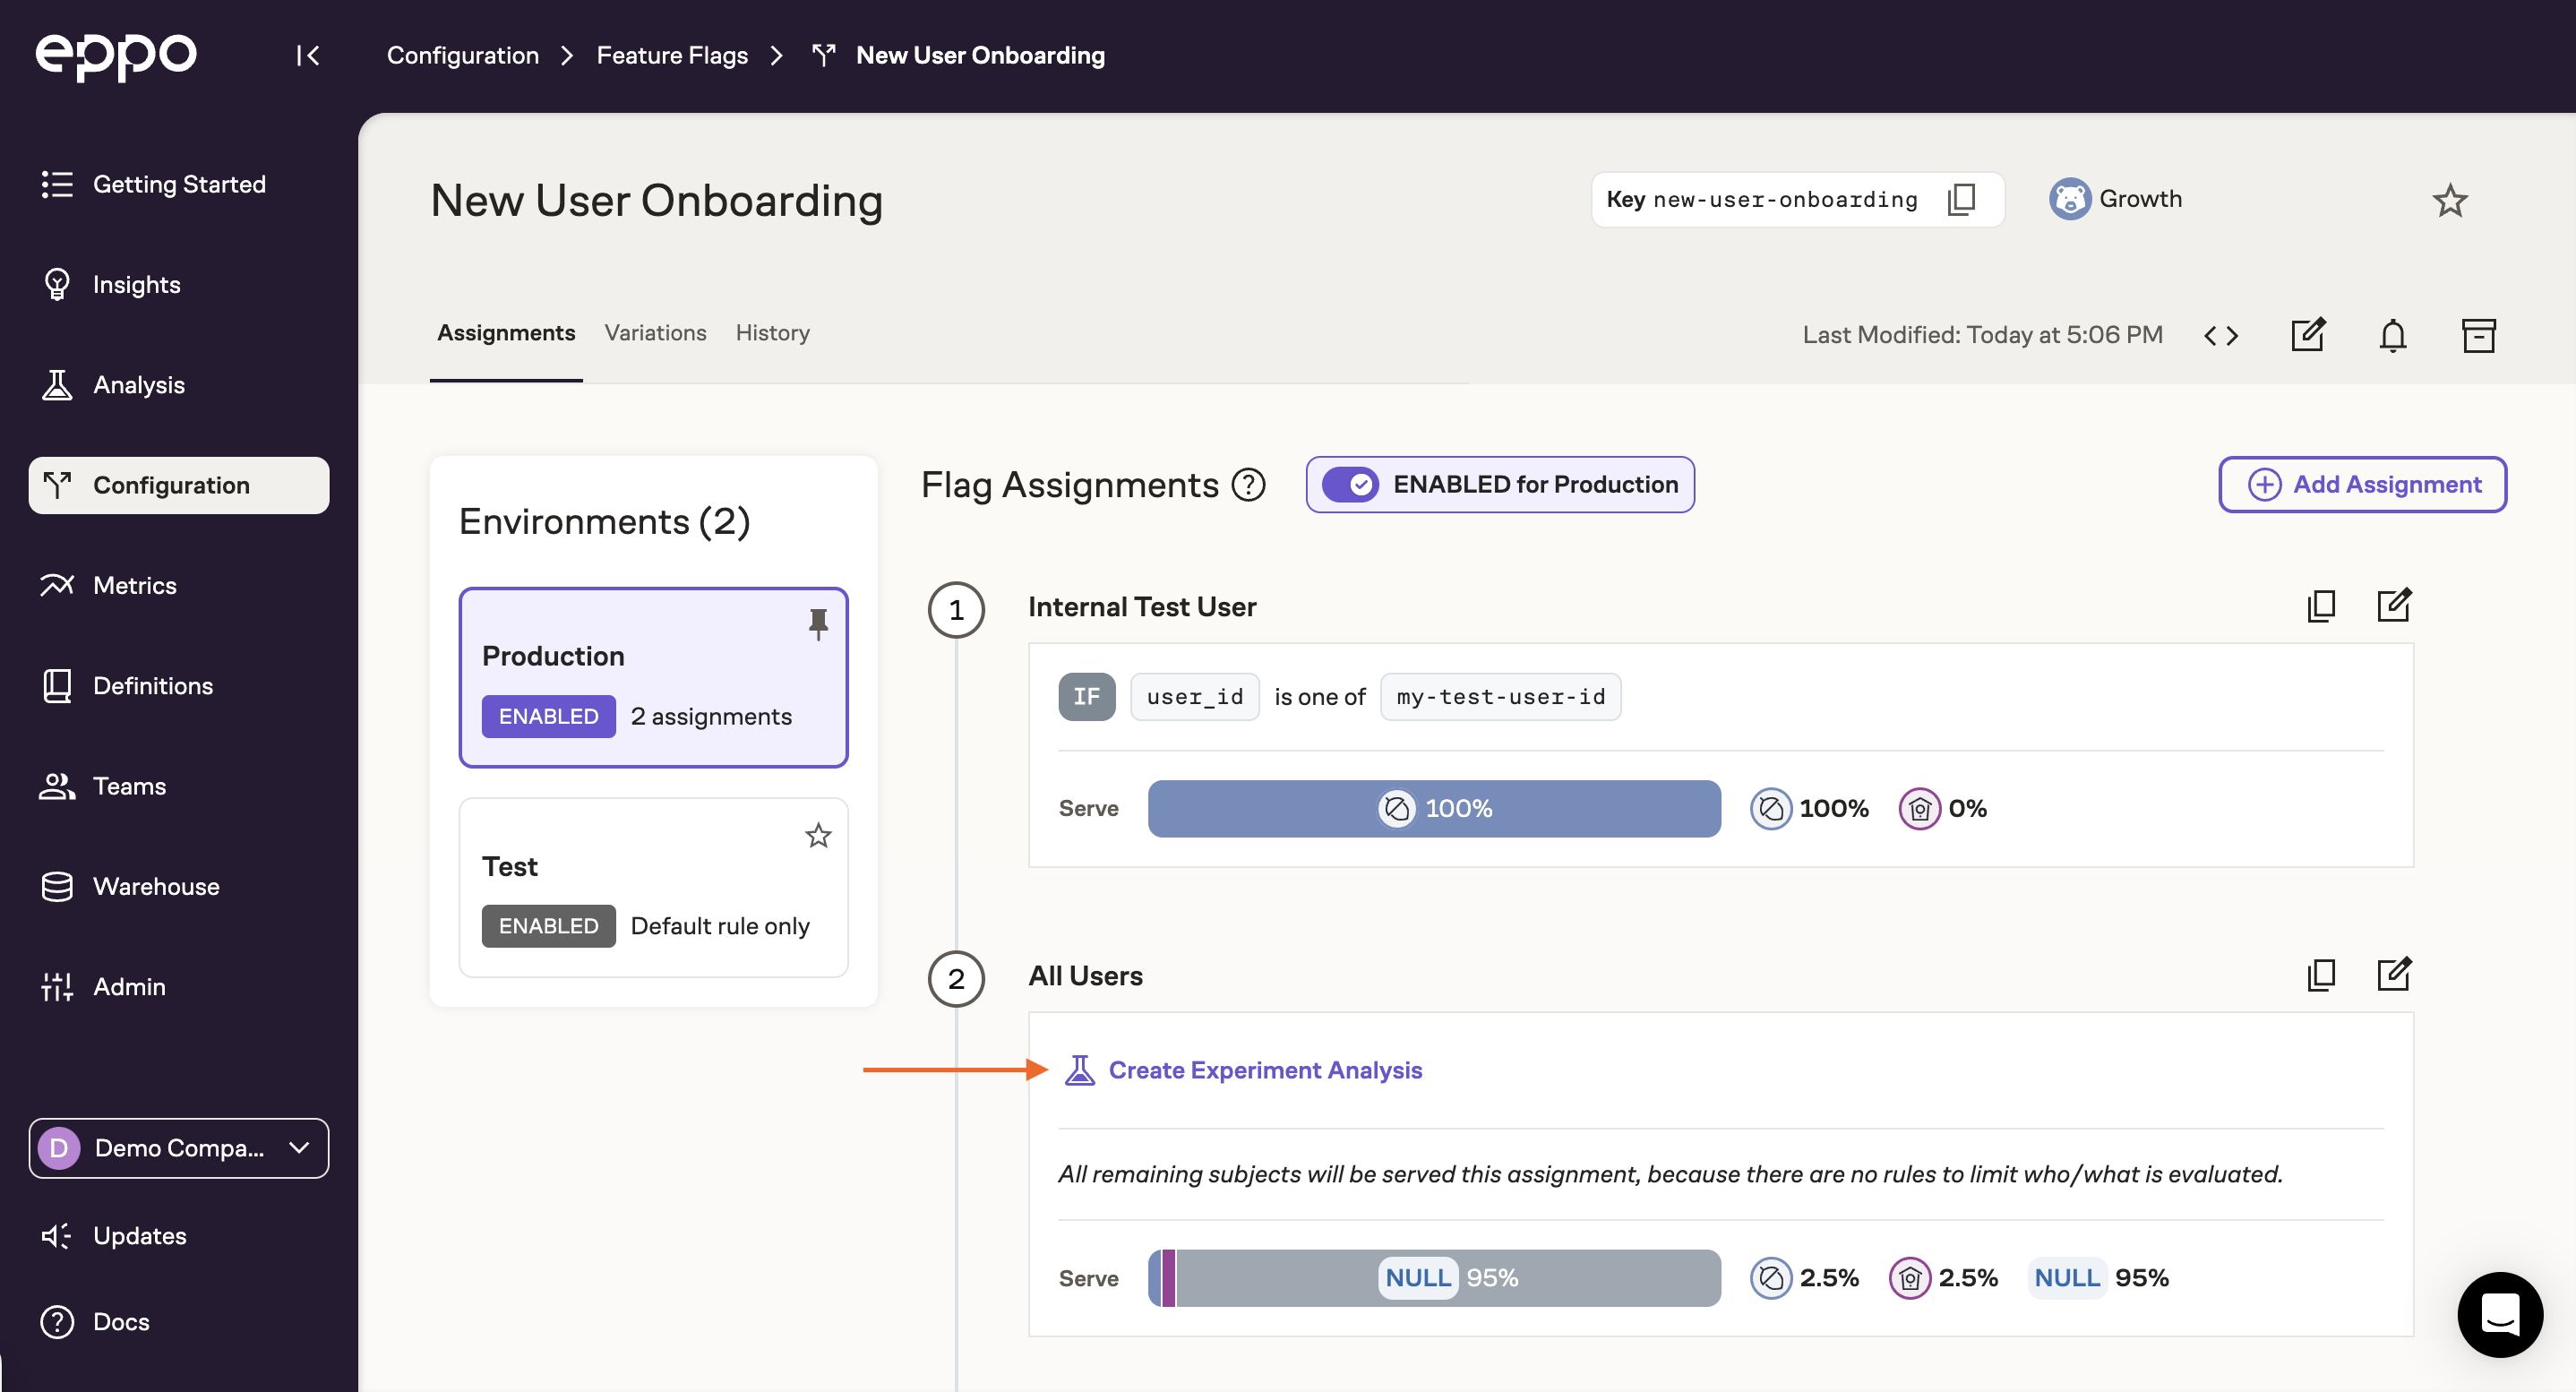 eppo
Configuration > Feature Flags > New User Onboarding
Getting Started
Insights
Analysis
Configuration
Metrics
Definitions
Teams
Warehouse
Admin
D Demo Compa...
Updates
Docs
New User Onboarding
Key new-user-onboarding
Growth
Assignments Variations History
Last Modified: Today at 5:06 PM
Environments (2)
Production
ENABLED 2 assignments
Test
ENABLED Default rule only
Flag Assignments ? ENABLED for Production
Add Assignment
1 Internal Test User
IF user_id is one of my-test-user-id
Serve 100% 100% 0%
2 All Users
Create Experiment Analysis
All remaining subjects will be served this assignment, because there are no rules to limit who/what is evaluated.
Serve NULL 95% 2.5% 2.5% NULL 95%